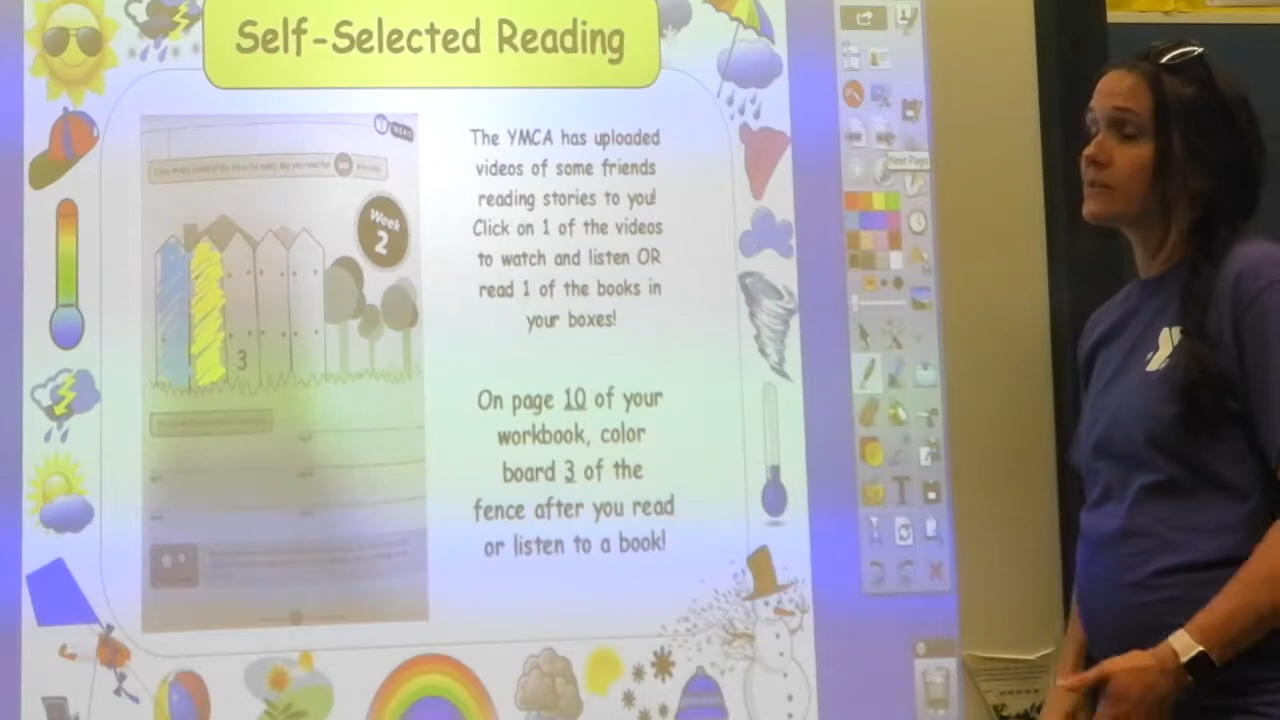 Self-Selected Reading
The YMCA has uploaded
videos of some friends
reading stories to you!
Click on 1 of the videos
to watch and listen OR
read 1 of the books in
your boxes!
On page 10 of your
workbook, color
board 3 of the
fence after you read
or listen to a book!
Week
2
3
Next Page